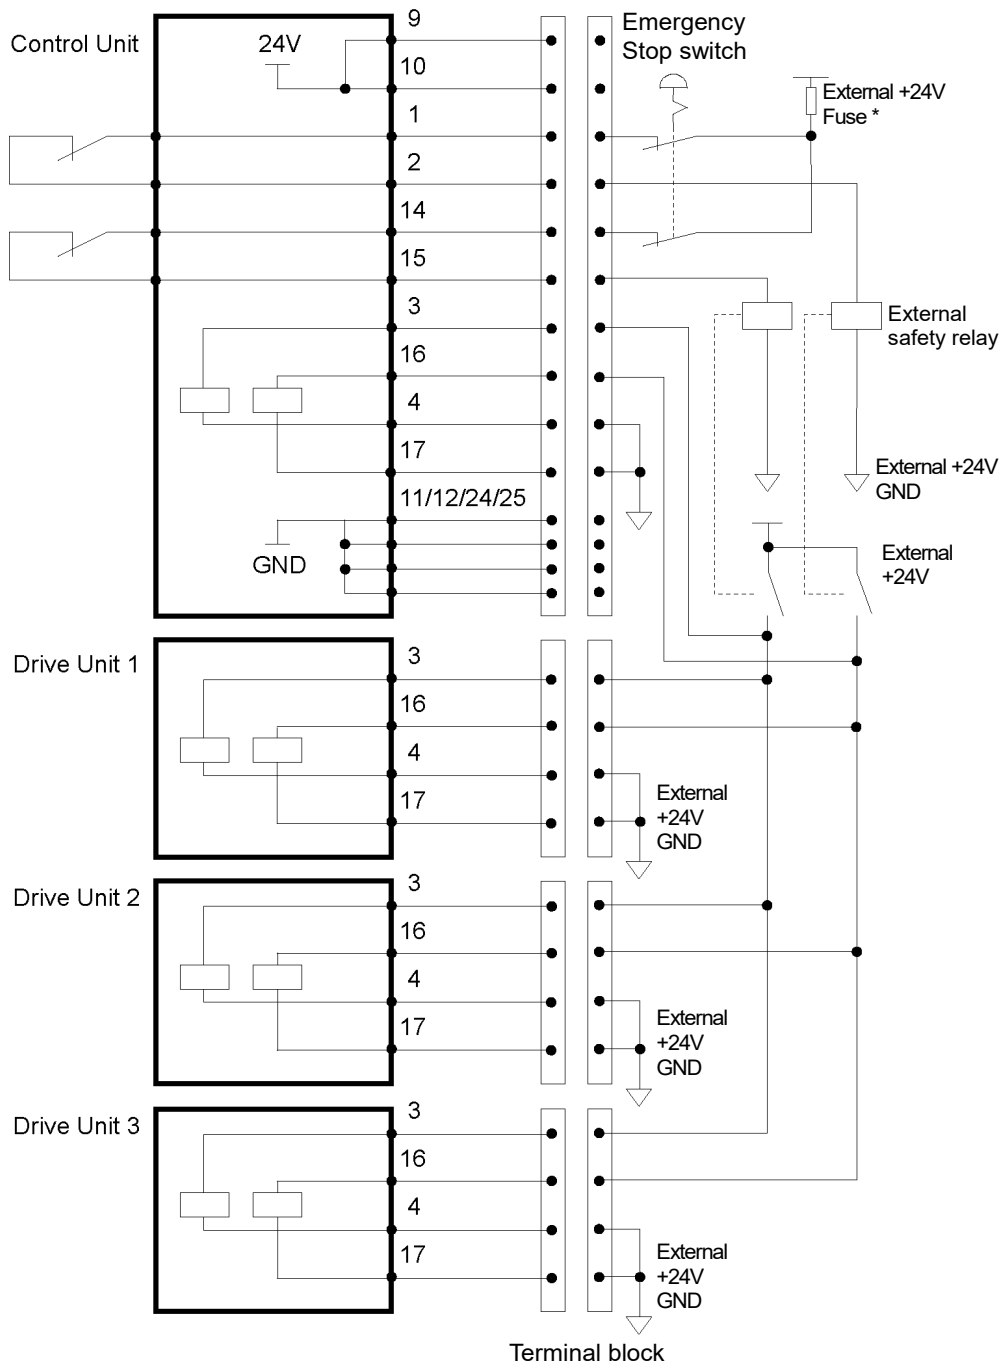 Control Unit
24V
9
10
1
2
14
15
3
16
4
17
11/12/24/25
GND
Emergency
Stop switch
External +24V
Fuse *
External
safety relay
External +24V
GND
External
+24V
Drive Unit 1
3
16
4
17
External
+24V
GND
Drive Unit 2
3
16
4
17
External
+24V
GND
Drive Unit 3
3
16
4
17
External
+24V
GND
Terminal block